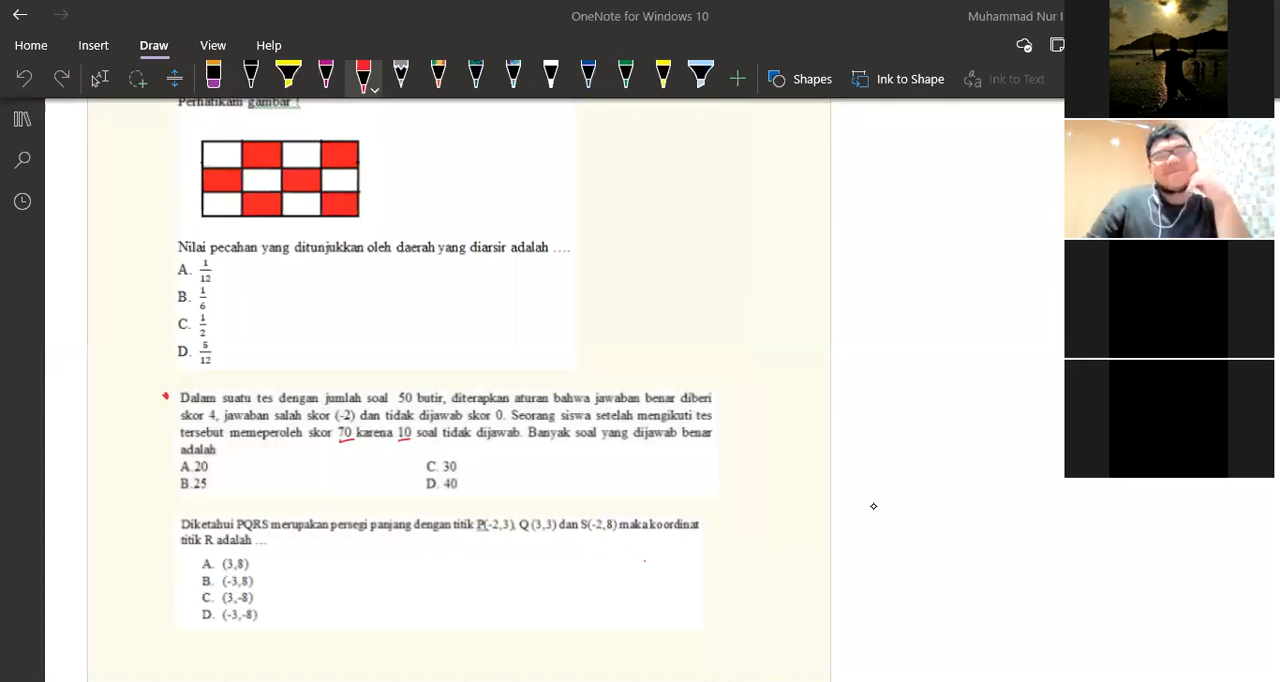 OneNote for Windows 10
Muhammad Nur I
Home Insert Draw View Help
Shapes Ink to Shape Ink to Text
Perhatikam gambar !
Nilai pecahan yang ditunjukkan oleh daerah yang diarsir adalah ....
A. 1/12
B. 1/6
C. 1/2
D. 5/12
Dalam suatu tes dengan jumlah soal 50 butir, diterapkan aturan bahwa jawaban benar diberi
skor 4, jawaban salah skor (-2) dan tidak dijawab skor 0. Seorang siswa setelah mengikuti tes
tersebut memeperoleh skor 70 karena 10 soal tidak dijawab. Banyak soal yang dijawab benar
adalah
A.20 C. 30
B.25 D. 40
Diketahui PQRS merupakan persegi panjang dengan titik P(-2,3), Q (3,3) dan S(-2,8) maka koordinat
titik R adalah ...
A. (3,8)
B. (-3,8)
C. (3,-8)
D. (-3,-8)